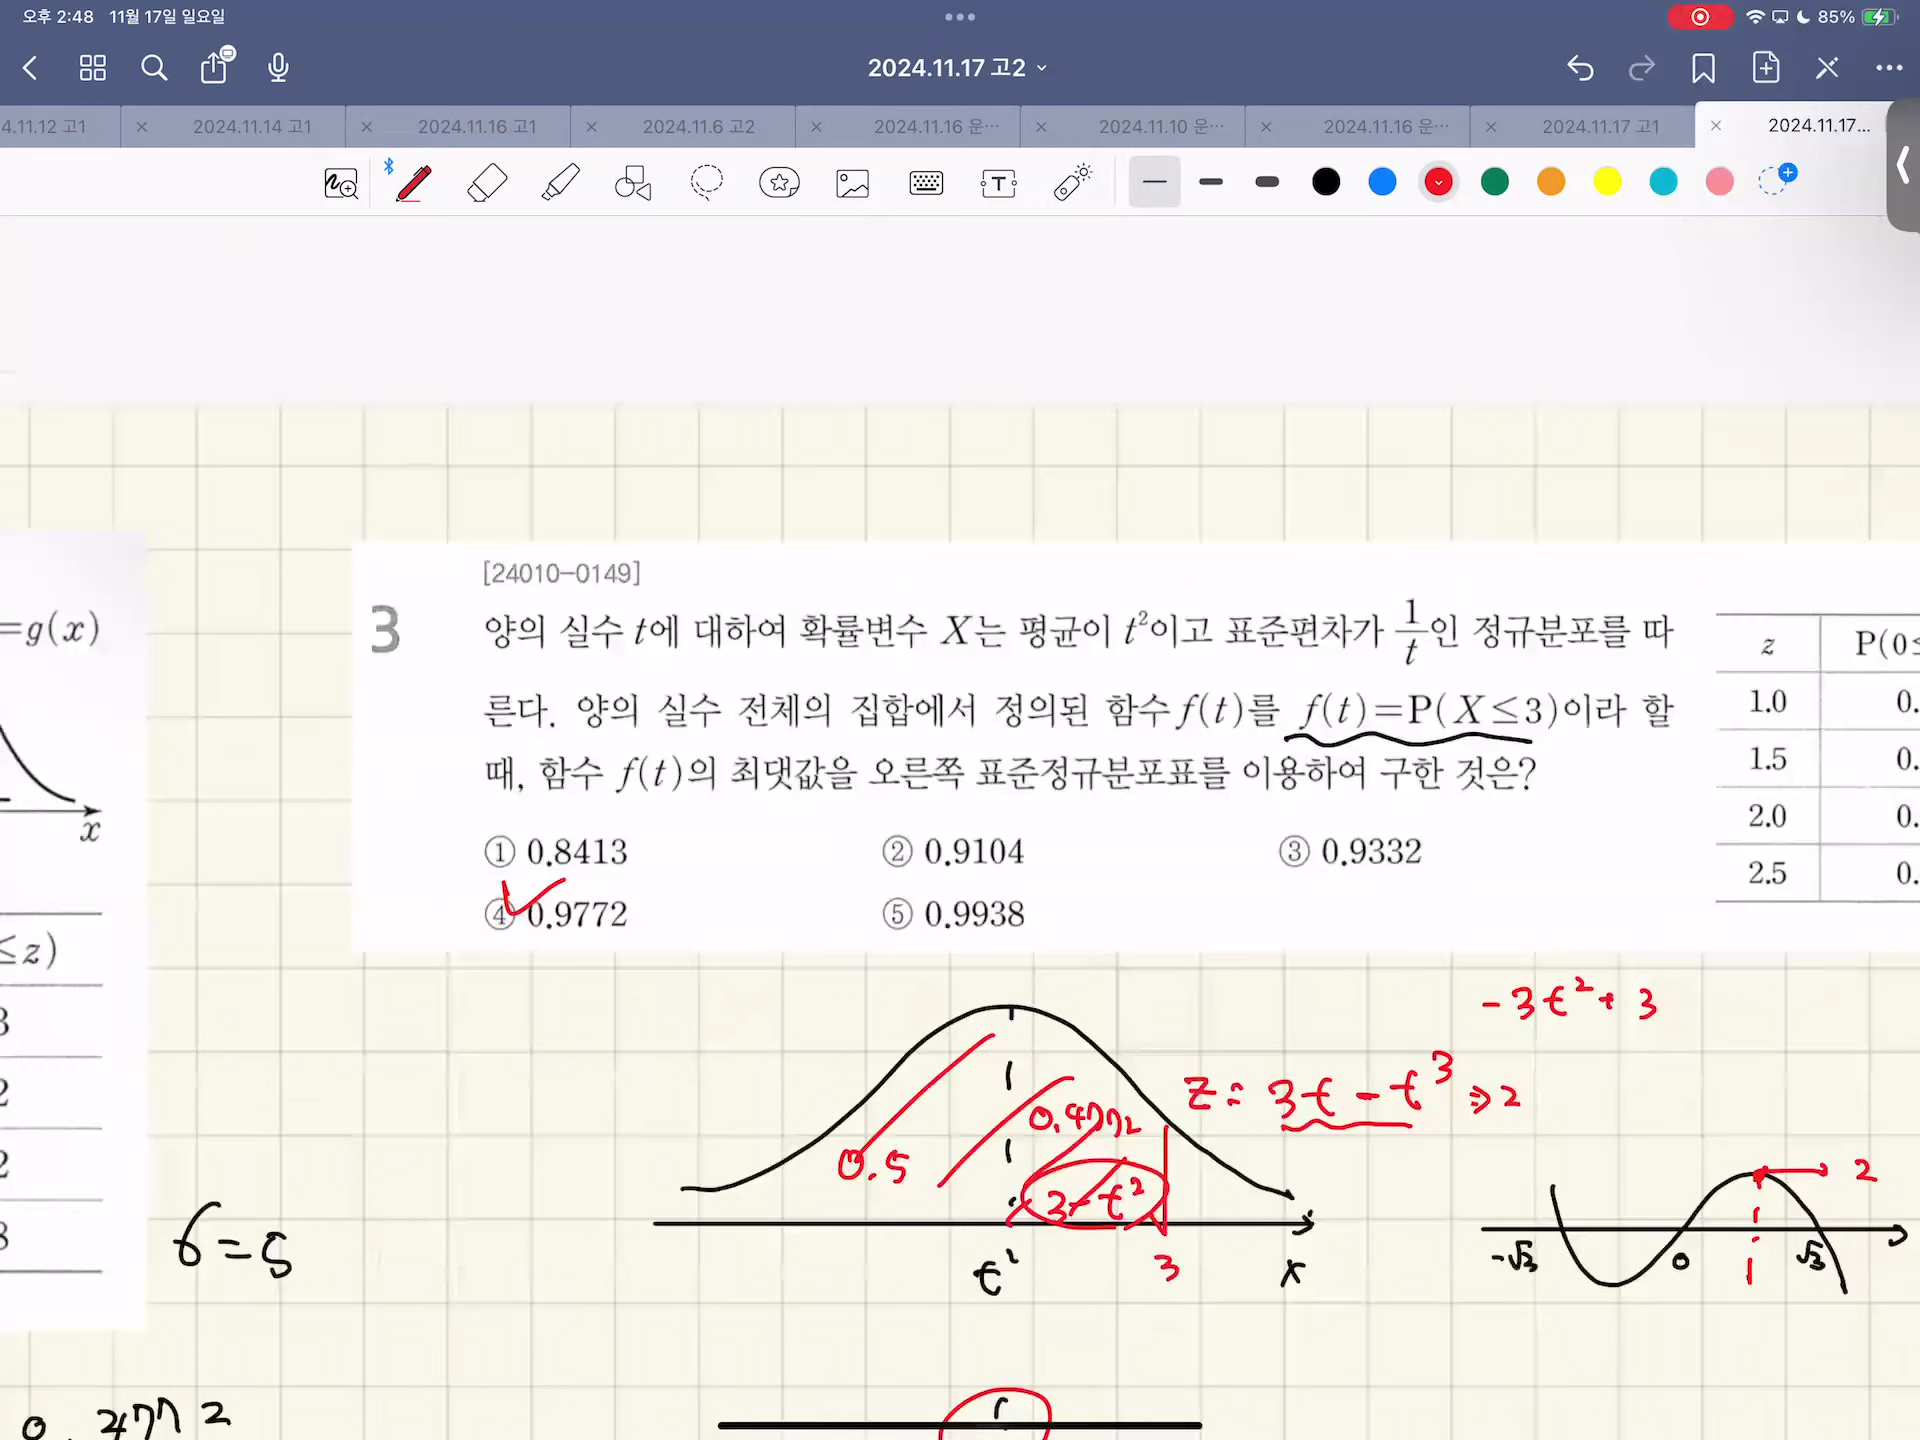 오후 2:48 11월 17일 일요일
85%
2024.11.17 고2
4.11.12 고1
2024.11.14 고1
2024.11.16 고1
2024.11.6 고2
2024.11.16 운…
2024.11.10 운…
2024.11.16 운…
2024.11.17 고1
2024.11.17...
=g(x)
x
≤z)
3
2
2
3
[24010-0149]
3
양의 실수 t에 대하여 확률변수 X는 평균이 t²이고 표준편차가 1/t인 정규분포를 따
른다. 양의 실수 전체의 집합에서 정의된 함수 f(t)를 f(t)=P(X≤3)이라 할
때, 함수 f(t)의 최댓값을 오른쪽 표준정규분포표를 이용하여 구한 것은?
① 0.8413 ② 0.9104 ③ 0.9332
④ 0.9772 ⑤ 0.9938
z P(0≤
1.0 0.
1.5 0.
2.0 0.
2.5 0.
-3t²+3
z = 3t-t³ ⇒ 2
0.4772
0.5
3-t²
t² 3 x
2
-√3 0 1 √3
σ=5
0.4772